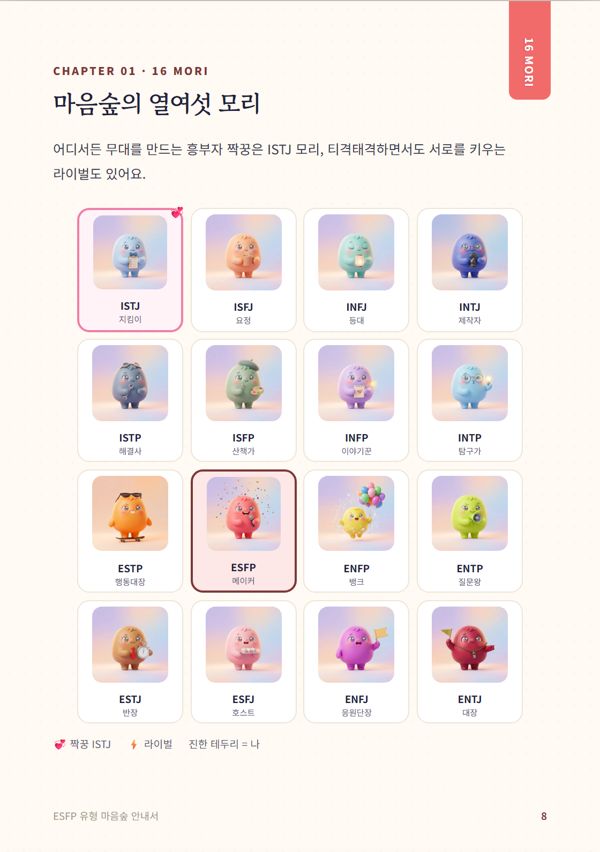 16 MORI
CHAPTER 01 · 16 MORI
마음숲의 열여섯 모리
어디서든 무대를 만드는 흥부자 짝꿍은 ISTJ 모리, 티격태격하면서도 서로를 키우는
라이벌도 있어요.
ISTJ
지킴이
ISFJ
요정
INFJ
등대
INTJ
제작자
ISTP
해결사
ISFP
산책가
INFP
이야기꾼
INTP
탐구가
ESTP
행동대장
ESFP
메이커
ENFP
뱅크
ENTP
질문왕
ESTJ
반장
ESFJ
호스트
ENFJ
응원단장
ENTJ
대장
짝꿍 ISTJ 라이벌 진한 테두리 = 나
ESFP 유형 마음숲 안내서
8